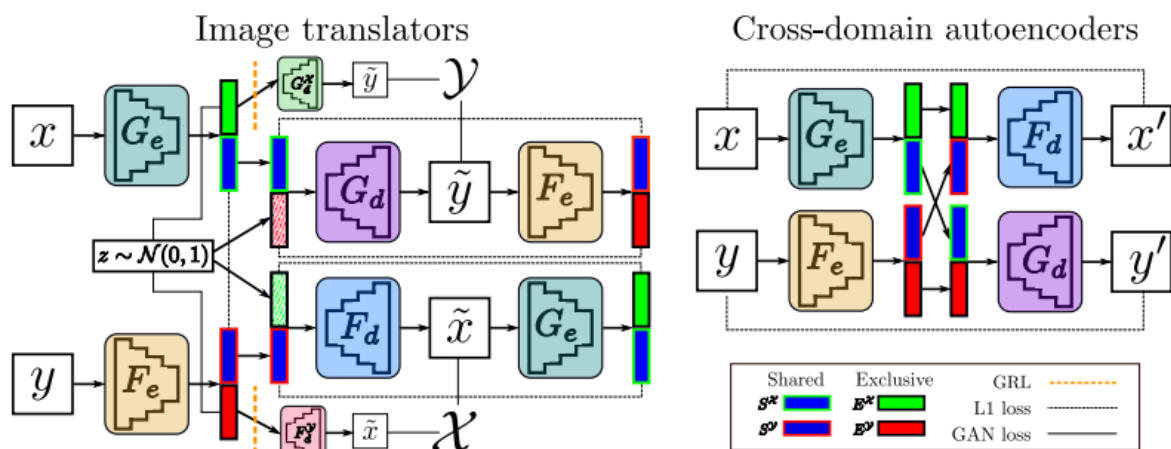 Image translators
Cross-domain autoencoders
x
G_e
G_d^𝒳
ỹ
𝒴
G_d
ỹ
F_e
z ∼ 𝒩(0, 1)
F_d
x̃
G_e
y
F_e
F_d^𝒴
x̃
𝒳
x
G_e
F_d
x′
y
F_e
G_d
y′
Shared Exclusive
S^𝒳 E^𝒳
S^𝒴 E^𝒴
GRL
L1 loss
GAN loss